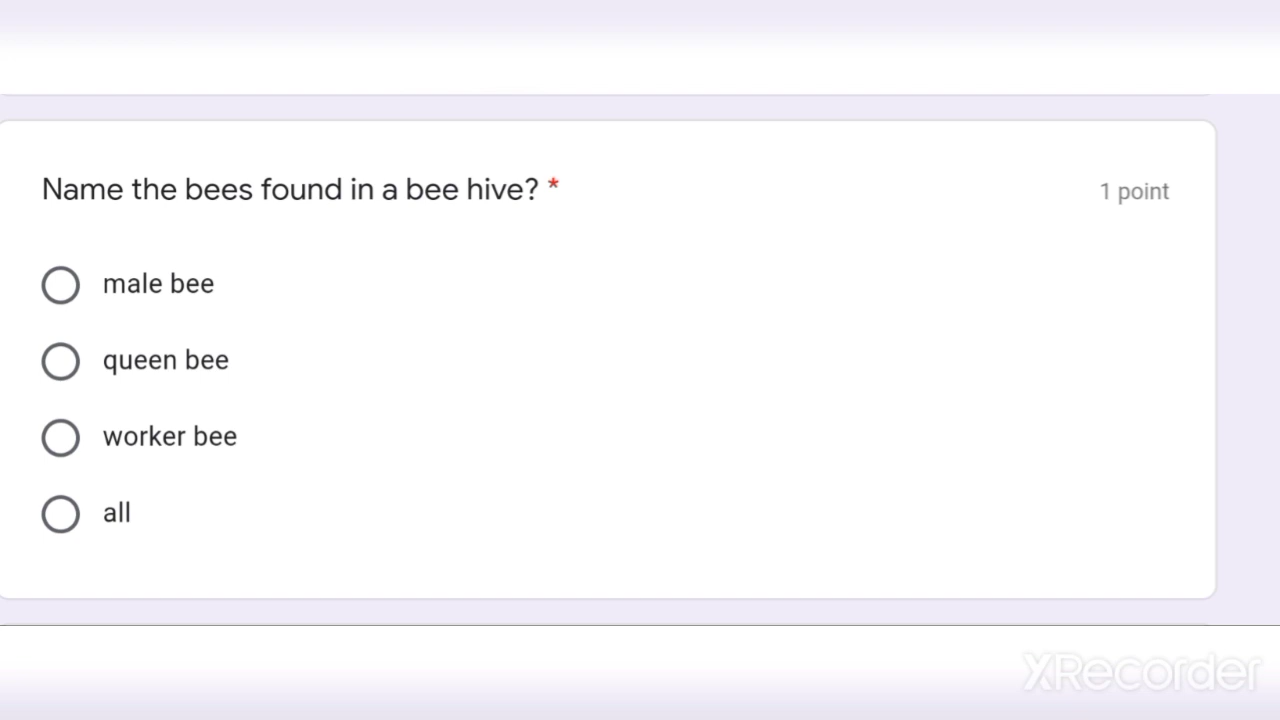 Name the bees found in a bee hive? *
1 point
male bee
queen bee
worker bee
all
XRecorder